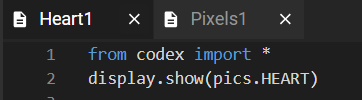 Heart1 Pixels1
1 from codex import *
2 display.show(pics.HEART)